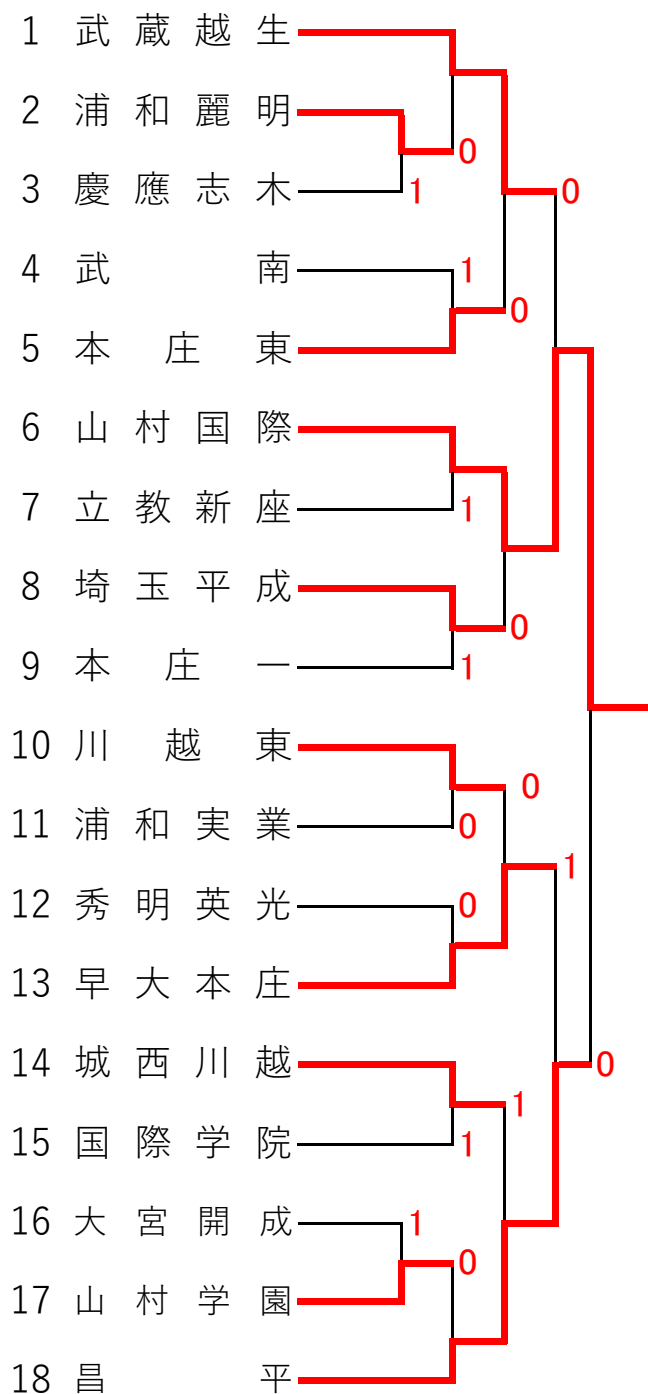 1 武蔵越生
2 浦和麗明
0
3 慶應志木
1
0
4 武南
1
0
5 本庄東
6 山村国際
7 立教新座
1
8 埼玉平成
0
9 本庄一
1
10 川越東
0
11 浦和実業
0
1
12 秀明英光
0
13 早大本庄
14 城西川越
0
1
15 国際学院
1
16 大宮開成
1
0
17 山村学園
18 昌平